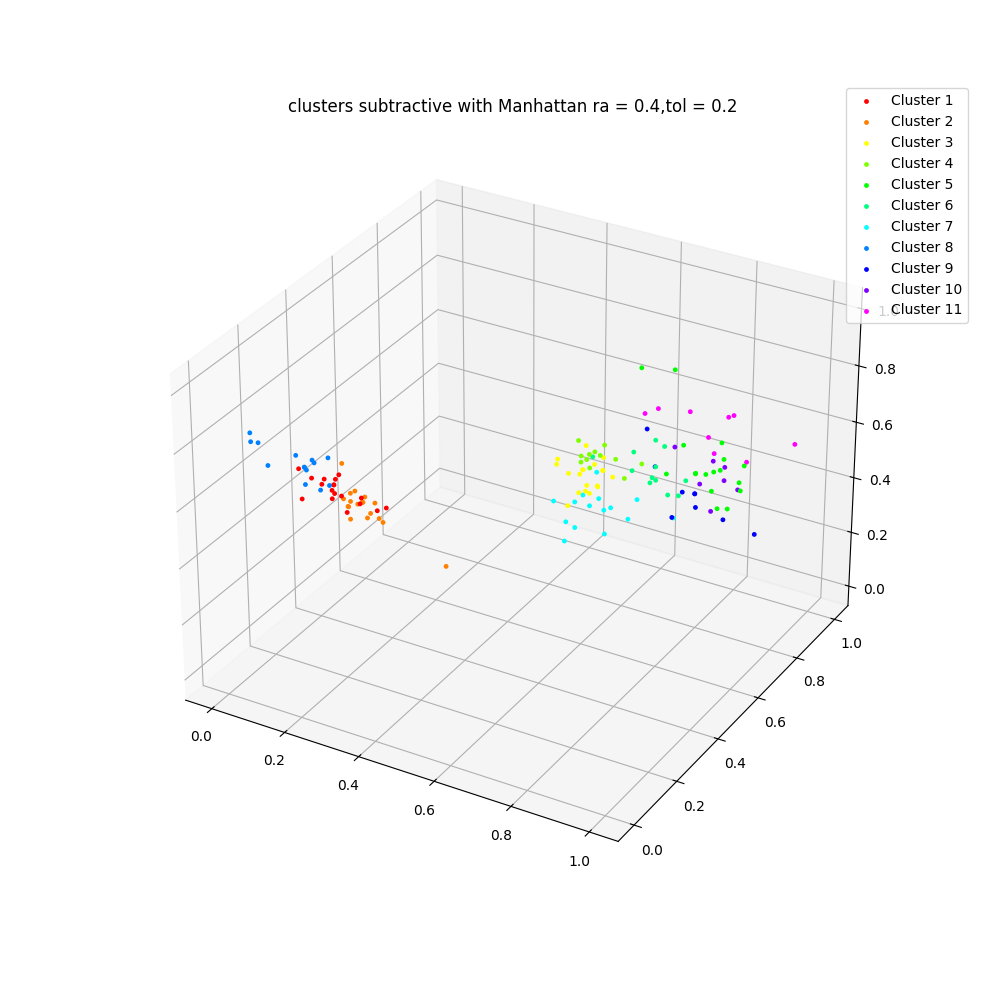 clusters subtractive with Manhattan ra = 0.4,tol = 0.2
Cluster 1
Cluster 2
Cluster 3
Cluster 4
Cluster 5
Cluster 6
Cluster 7
Cluster 8
Cluster 9
Cluster 10
Cluster 11
1.0
0.8
0.6
0.4
0.2
0.0
1.0
0.8
0.6
0.4
0.2
0.0
0.0
0.2
0.4
0.6
0.8
1.0